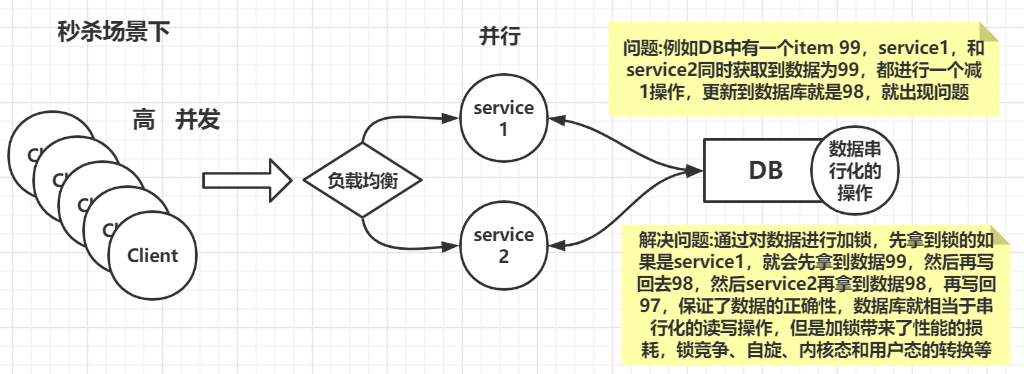 秒杀场景下
并行
问题:例如DB中有一个item 99，service1，和
service2同时获取到数据为99，都进行一个减
1操作，更新到数据库就是98，就出现问题
高 并发
service
1
Cl
Cl
Cl
Cl
Client
负载均衡
DB
数据串
行化的
操作
service
2
解决问题:通过对数据进行加锁，先拿到锁的如
果是service1，就会先拿到数据99，然后再写
回去98，然后service2再拿到数据98，再写回
97，保证了数据的正确性，数据库就相当于串
行化的读写操作，但是加锁带来了性能的损
耗，锁竞争、自旋、内核态和用户态的转换等